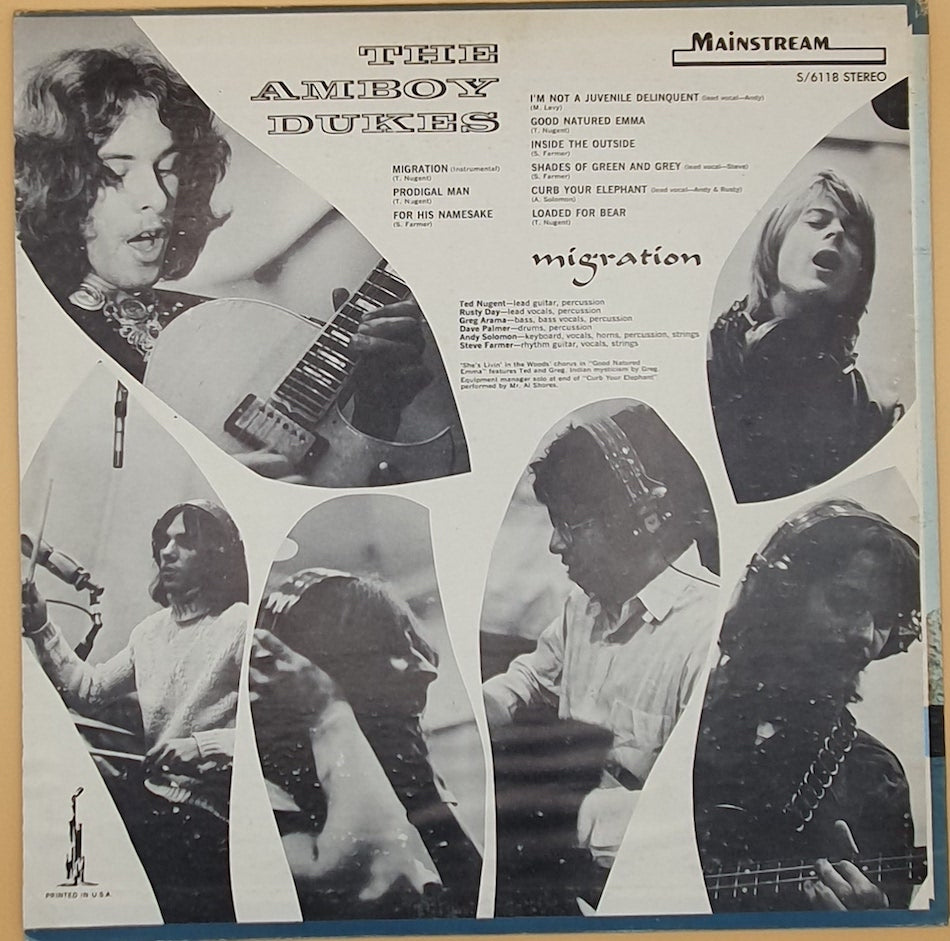 THE
AMBOY
DUKES
MIGRATION (Instrumental)
(T. Nugent)
PRODIGAL MAN
(T. Nugent)
FOR HIS NAMESAKE
(S. Farmer)
MAINSTREAM
S/6118 STEREO
I'M NOT A JUVENILE DELINQUENT (lead vocal—Andy)
(M. Levy)
GOOD NATURED EMMA
(T. Nugent)
INSIDE THE OUTSIDE
(S. Farmer)
SHADES OF GREEN AND GREY (lead vocal—Steve)
(S. Farmer)
CURB YOUR ELEPHANT (lead vocal—Andy & Rusty)
(A. Solomon)
LOADED FOR BEAR
(T. Nugent)
migration
Ted Nugent—lead guitar, percussion
Rusty Day—lead vocals, percussion
Greg Arama—bass, bass vocals, percussion
Dave Palmer—drums, percussion
Andy Solomon—keyboard, vocals, horns, percussion, strings
Steve Farmer—rhythm guitar, vocals, strings
"She's Livin' In the Woods" chorus in "Good Natured
Emma" features Ted and Greg. Indian mysticism by Greg.
Equipment manager solo at end of "Curb Your Elephant"
performed by Mr. Al Shores.
PRINTED IN U.S.A.